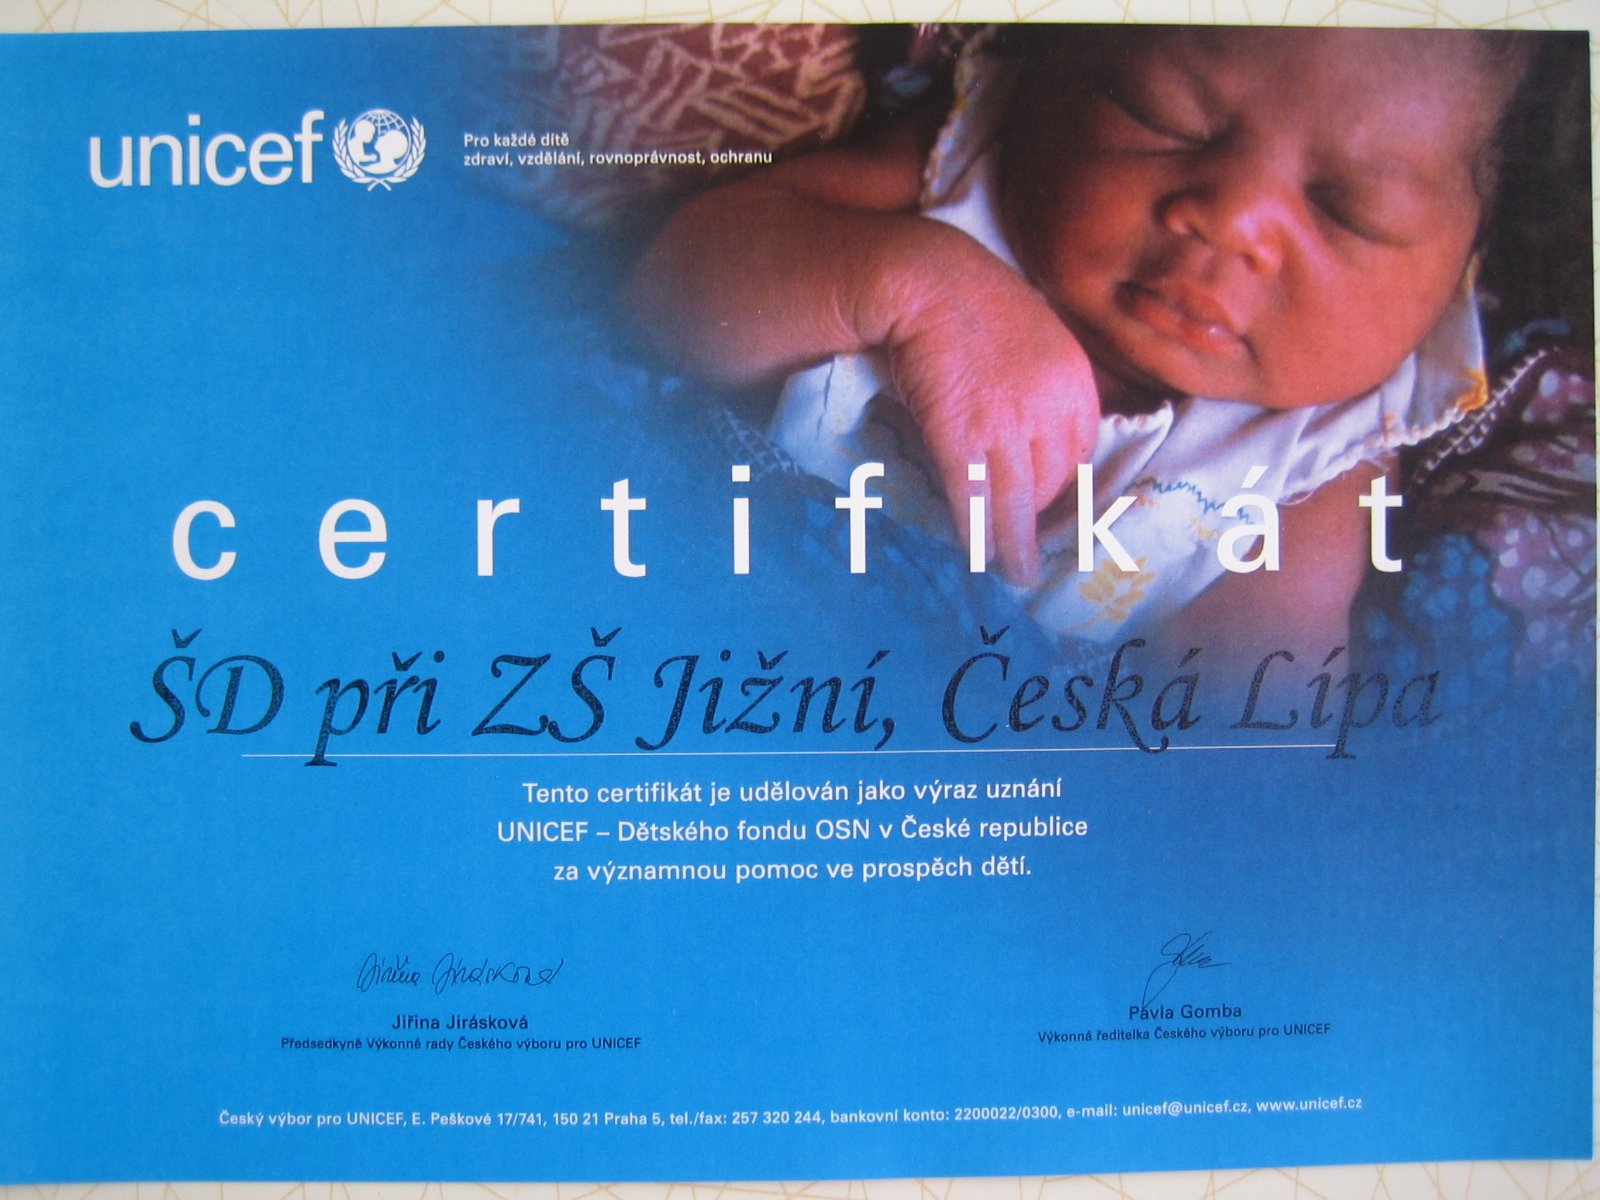 unicef
Pro každé dítě
zdraví, vzdělání, rovnoprávnost, ochranu
certifikát
ŠD při ZŠ Jižní, Česká Lípa
Tento certifikát je udělován jako výraz uznání
UNICEF – Dětského fondu OSN v České republice
za významnou pomoc ve prospěch dětí.
Jiřina Jirásková
Jiřina Jirásková
Předsedkyně Výkonné rady Českého výboru pro UNICEF
Pavla Gomba
Výkonná ředitelka Českého výboru pro UNICEF
Český výbor pro UNICEF, E. Peškové 17/741, 150 21 Praha 5, tel./fax: 257 320 244, bankovní konto: 2200022/0300, e-mail: unicef@unicef.cz, www.unicef.cz